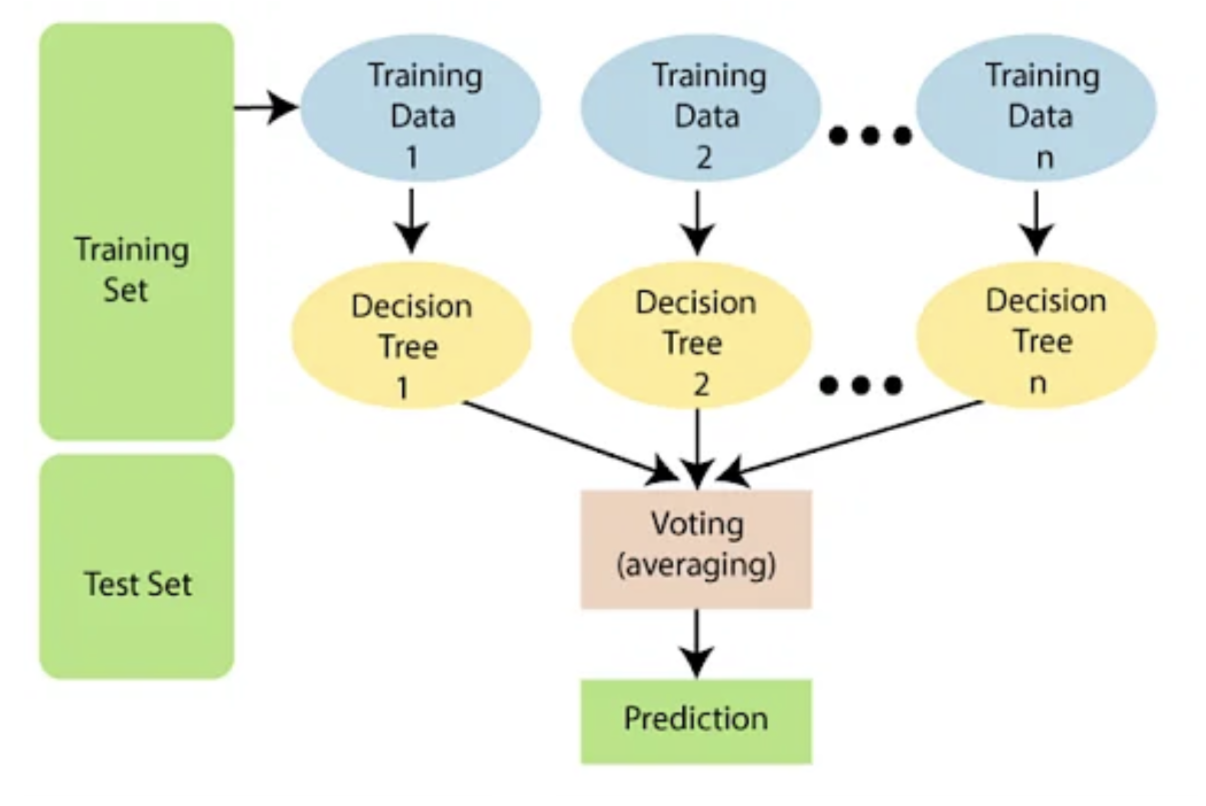 Training
Set
Test Set
Training
Data
1
Training
Data
2
Training
Data
n
Decision
Tree
1
Decision
Tree
2
Decision
Tree
n
Voting
(averaging)
Prediction